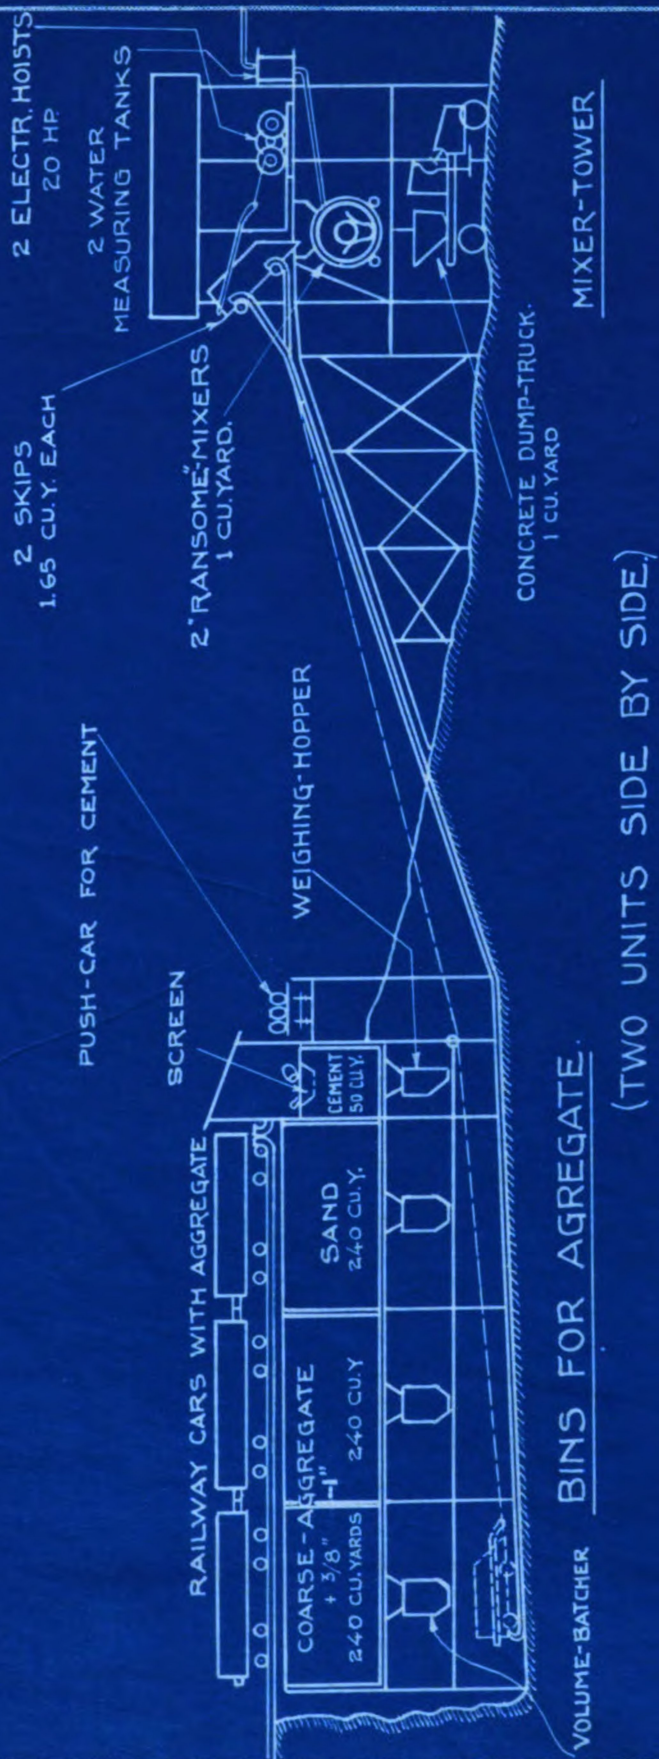 2 ELECTR. HOISTS
20 HP.
2 WATER
MEASURING TANKS
2 SKIPS
1.65 CU.Y. EACH
2 "RANSOME"-MIXERS
1 CU.YARD.
PUSH-CAR FOR CEMENT
SCREEN
WEIGHING-HOPPER
RAILWAY CARS WITH AGGREGATE
COARSE-AGGREGATE
+ 3/8"
-1"
240 CU.YARDS
240 CU.Y
SAND
240 CU.Y.
CEMENT
50 CU.Y.
CONCRETE DUMP-TRUCK.
1 CU.YARD
VOLUME-BATCHER
BINS FOR AGREGATE.
MIXER-TOWER
(TWO UNITS SIDE BY SIDE.)